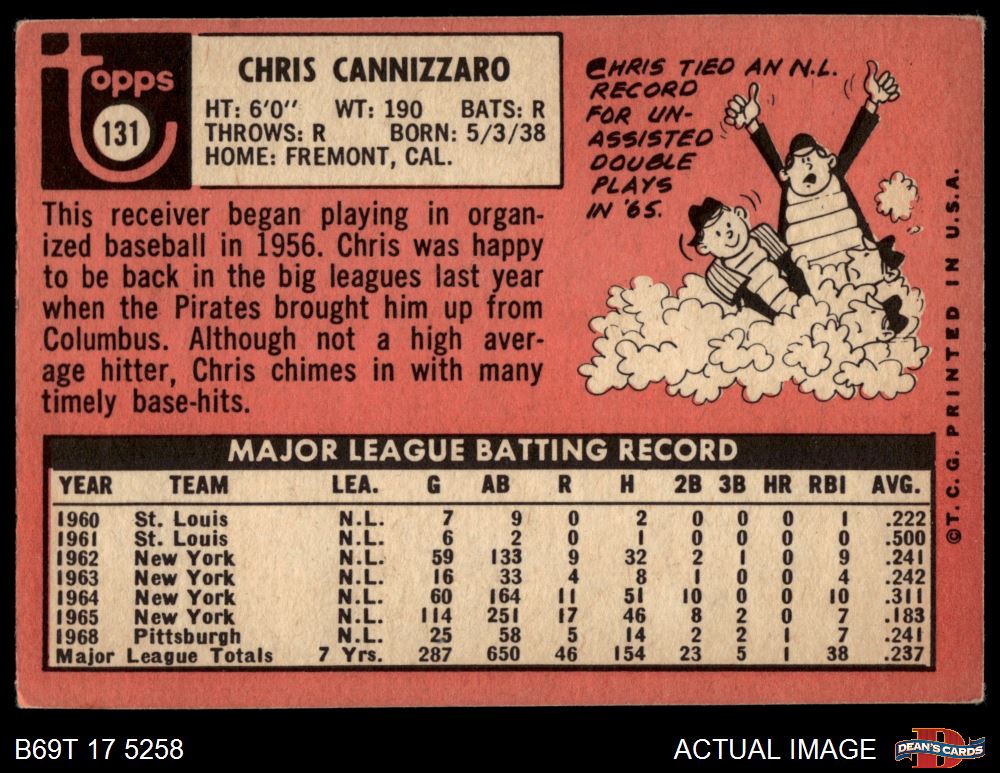 Topps
131
CHRIS CANNIZZARO
HT: 6'0" WT: 190 BATS: R
THROWS: R BORN: 5/3/38
HOME: FREMONT, CAL.
This receiver began playing in organ-
ized baseball in 1956. Chris was happy
to be back in the big leagues last year
when the Pirates brought him up from
Columbus. Although not a high aver-
age hitter, Chris chimes in with many
timely base-hits.
CHRIS TIED AN N.L.
RECORD
FOR UN-
ASSISTED
DOUBLE
PLAYS
IN '65.
©T. C. G. PRINTED IN U.S.A.
MAJOR LEAGUE BATTING RECORD
YEAR TEAM LEA. G AB R H 2B 3B HR RBI AVG.
1960 St. Louis N.L. 7 9 0 2 0 0 0 1 .222
1961 St. Louis N.L. 6 2 0 1 0 0 0 0 .500
1962 New York N.L. 59 133 9 32 2 1 0 9 .241
1963 New York N.L. 16 33 4 8 1 0 0 4 .242
1964 New York N.L. 60 164 11 51 10 0 0 10 .311
1965 New York N.L. 114 251 17 46 8 2 0 7 .183
1968 Pittsburgh N.L. 25 58 5 14 2 2 1 7 .241
Major League Totals 7 Yrs. 287 650 46 154 23 5 1 38 .237
B69T 17 5258
ACTUAL IMAGE
D
DEAN'S CARDS